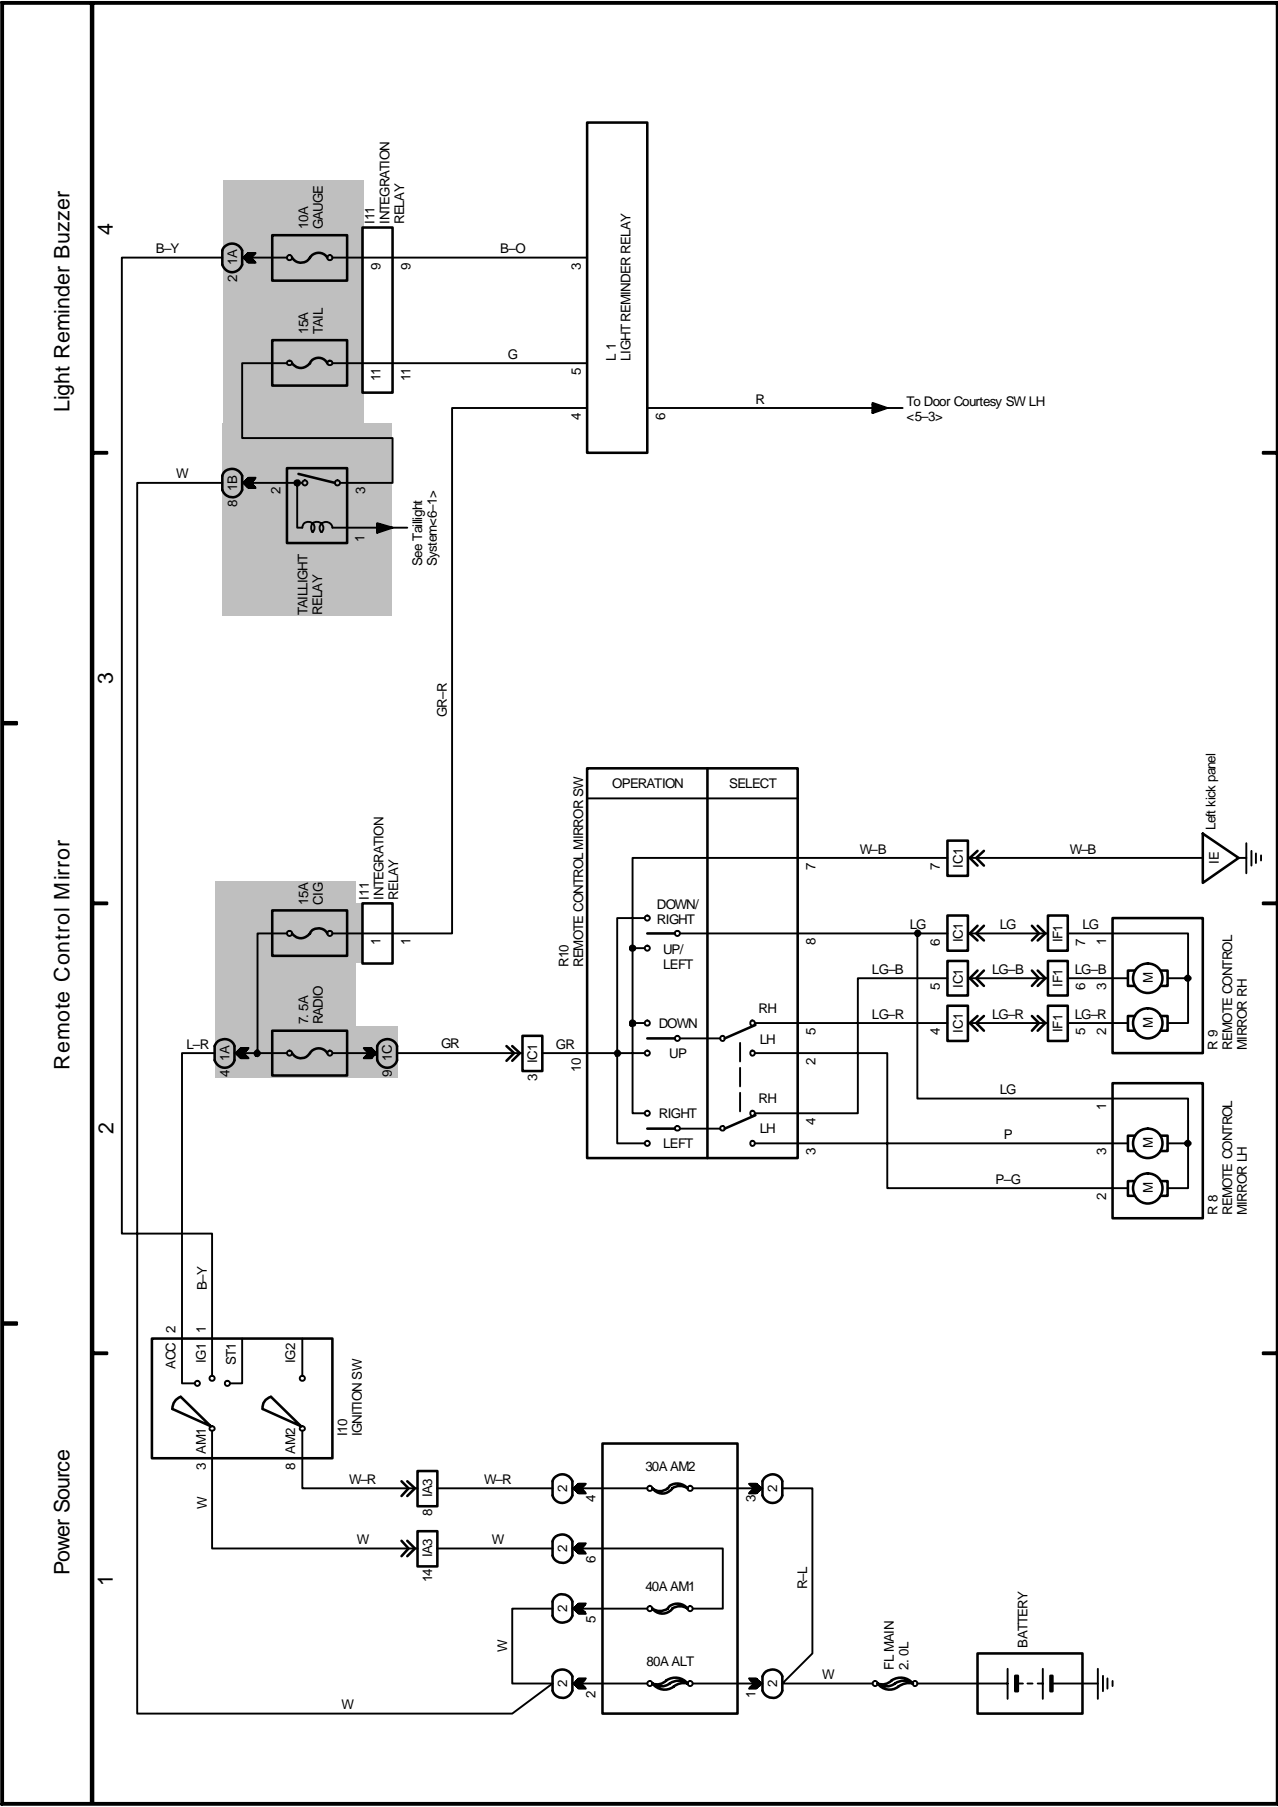 Power Source
Remote Control Mirror
Light Reminder Buzzer
1
2
3
4
W
L–R
B–Y
ACC 2
IG1 1
ST1
IG2
3 AM1
8 AM2
I10
IGNITION SW
B–Y
W
W–R
W–R
W
W
8 IA3
14 IA3
2
4
2
6
2
5
2
2
W
30A AM2
40A AM1
80A ALT
3
2
1
2
R–L
W
FL MAIN
2. 0L
BATTERY
4 1A
7. 5A
RADIO
15A
CIG
9 1C
GR
3 IC1
GR
10
1
1
I11
INTEGRATION
RELAY
GR–R
R10
REMOTE CONTROL MIRROR SW
OPERATION
SELECT
DOWN/
RIGHT
UP/
LEFT
DOWN
UP
RIGHT
LEFT
RH
LH
RH
LH
7
8
5
2
4
3
W–B
7 IC1
W–B
IE
Left kick panel
LG
6 IC1
LG
IF1
7
LG
1
LG–B
5 IC1
LG–B
IF1
6
LG–B
3
LG–R
4 IC1
LG–R
IF1
5
LG–R
2
M
M
R 9
REMOTE CONTROL
MIRROR RH
LG
1
P
3
P–G
2
M
M
R 8
REMOTE CONTROL
MIRROR LH
W
8 1B
2
3
1
TAILLIGHT
RELAY
See Taillight
System<6–1>
B–Y
2 1A
15A
TAIL
10A
GAUGE
11
11
9
9
I11
INTEGRATION
RELAY
G
B–O
4
5
3
L 1
LIGHT REMINDER RELAY
6
R
To Door Courtesy SW LH
<5–3>